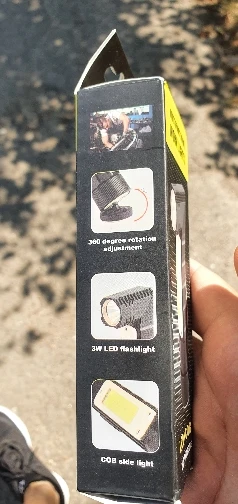 360 degree rotation
adjustment
3W LED flashlight
COB side light